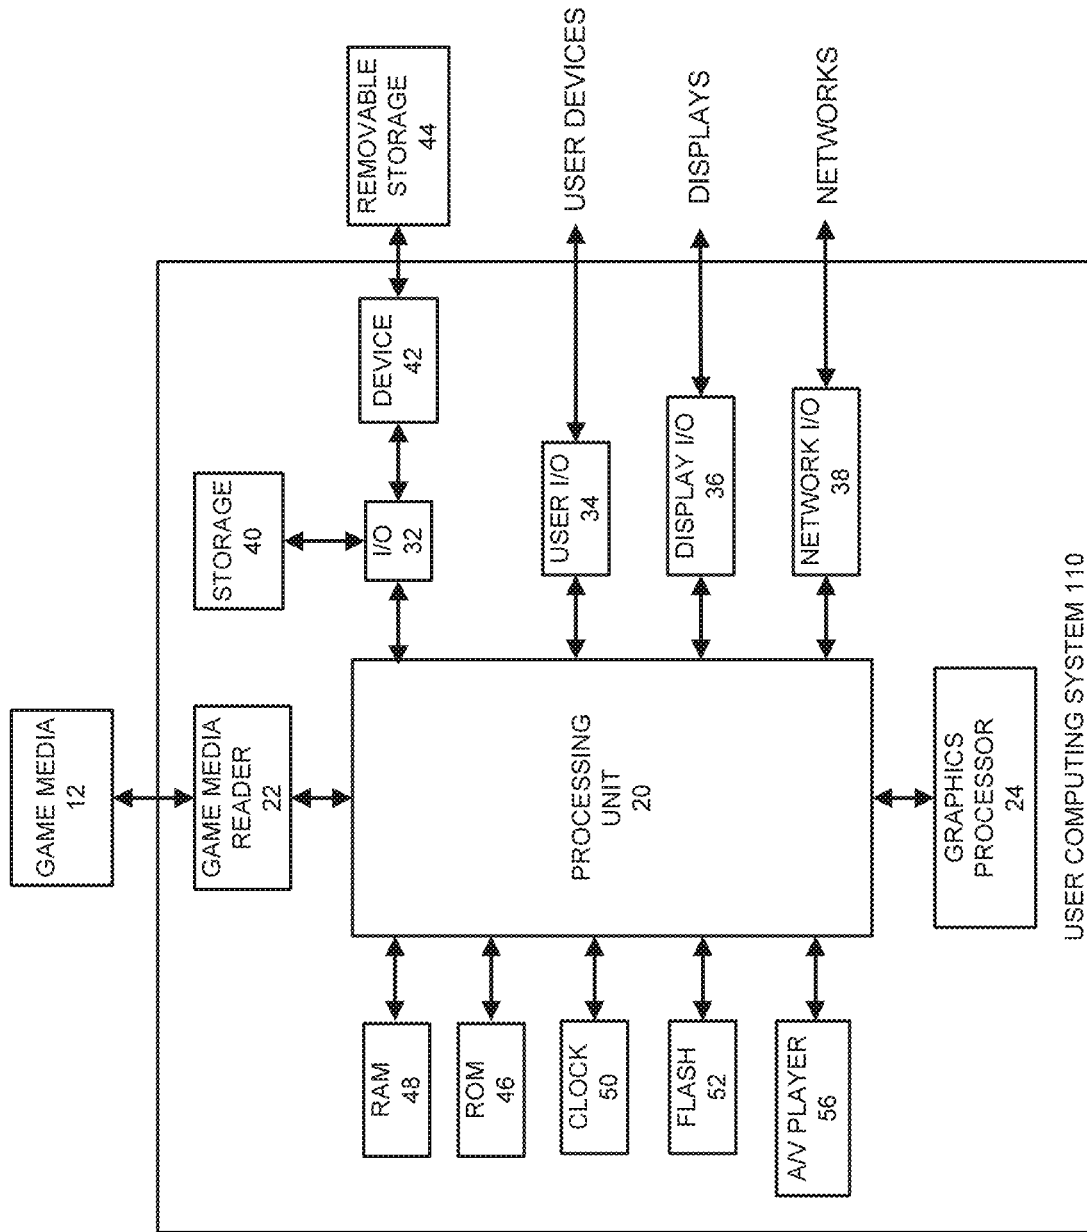 GAME MEDIA
12
GAME MEDIA
READER
22
STORAGE
40
I/O
32
DEVICE
42
REMOVABLE
STORAGE
44
RAM
48
ROM
46
CLOCK
50
FLASH
52
A/V PLAYER
56
PROCESSING
UNIT
20
USER I/O
34
USER DEVICES
DISPLAY I/O
36
DISPLAYS
NETWORK I/O
38
NETWORKS
GRAPHICS
PROCESSOR
24
USER COMPUTING SYSTEM 110